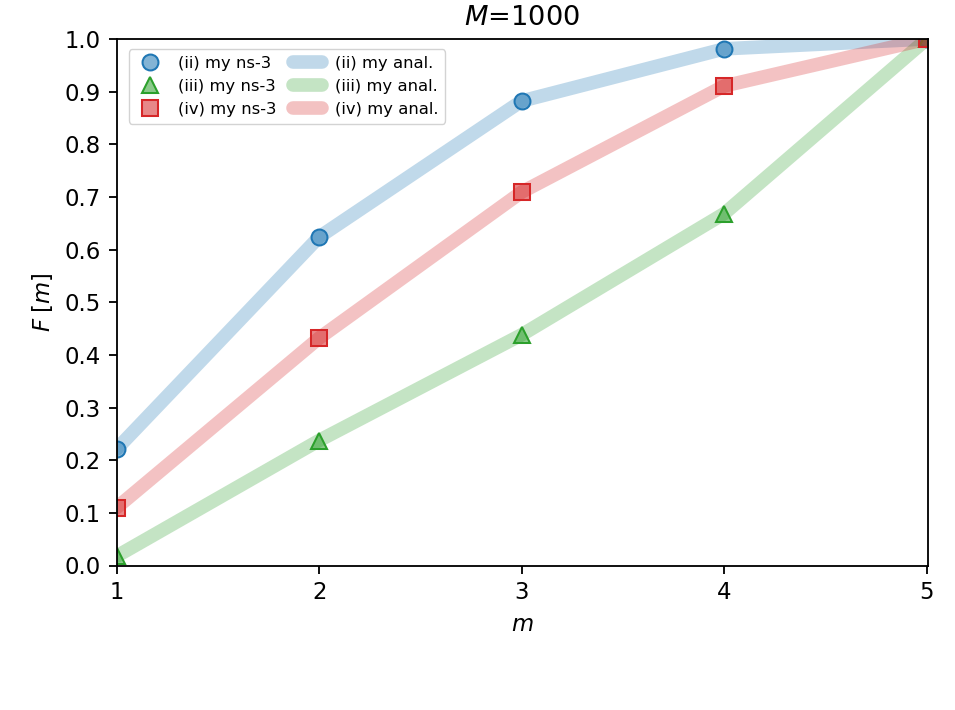 M=1000
1.0
0.9
0.8
0.7
0.6
0.5
0.4
0.3
0.2
0.1
0.0
F [m]
(ii) my ns-3 (ii) my anal.
(iii) my ns-3 (iii) my anal.
(iv) my ns-3 (iv) my anal.
1 2 3 4 5
m